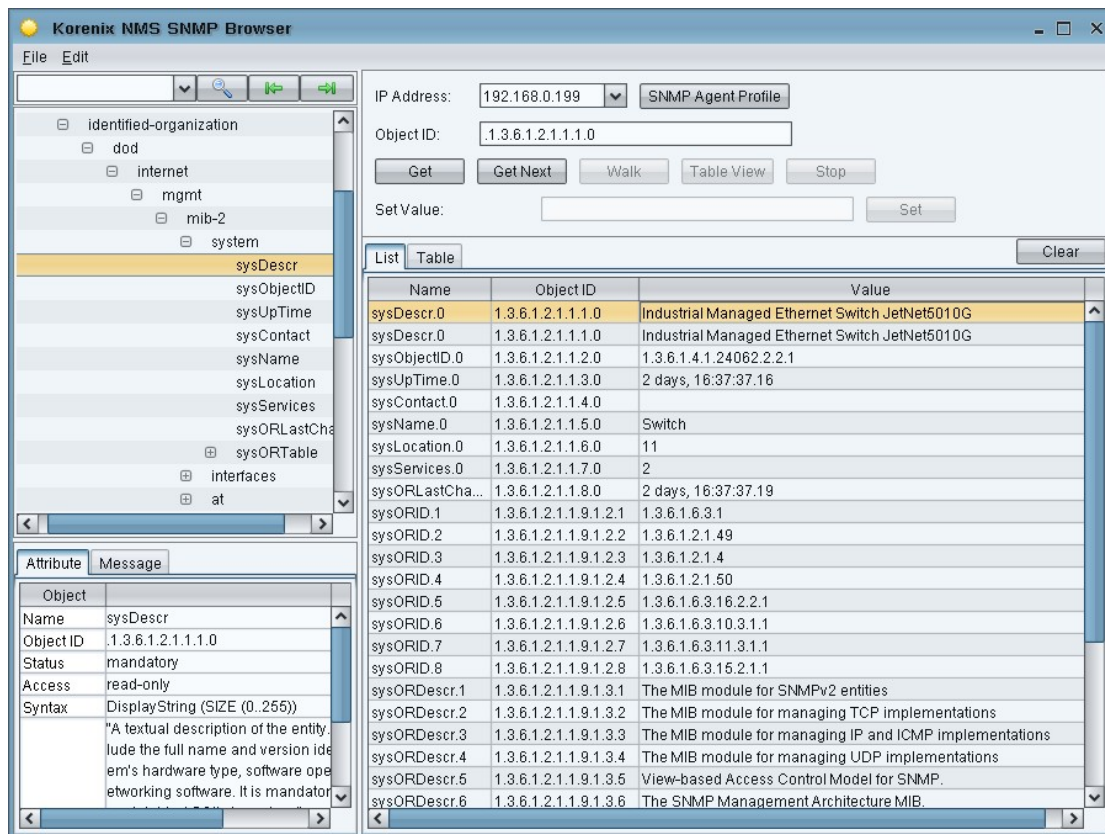 Korenix NMS SNMP Browser
File Edit
identified-organization
dod
internet
mgmt
mib-2
system
sysDescr
sysObjectID
sysUpTime
sysContact
sysName
sysLocation
sysServices
sysORLastCha
sysORTable
interfaces
at
Attribute Message
Object
Name sysDescr
Object ID .1.3.6.1.2.1.1.1.0
Status mandatory
Access read-only
Syntax DisplayString (SIZE (0..255))
"A textual description of the entity.
lude the full name and version ide
em's hardware type, software ope
etworking software. It is mandator
IP Address: 192.168.0.199 SNMP Agent Profile
Object ID: .1.3.6.1.2.1.1.1.0
Get Get Next Walk Table View Stop
Set Value: Set
List Table Clear
Name Object ID Value
sysDescr.0 1.3.6.1.2.1.1.1.0 Industrial Managed Ethernet Switch JetNet5010G
sysDescr.0 1.3.6.1.2.1.1.1.0 Industrial Managed Ethernet Switch JetNet5010G
sysObjectID.0 1.3.6.1.2.1.1.2.0 1.3.6.1.4.1.24062.2.2.1
sysUpTime.0 1.3.6.1.2.1.1.3.0 2 days, 16:37:37.16
sysContact.0 1.3.6.1.2.1.1.4.0
sysName.0 1.3.6.1.2.1.1.5.0 Switch
sysLocation.0 1.3.6.1.2.1.1.6.0 11
sysServices.0 1.3.6.1.2.1.1.7.0 2
sysORLastCha... 1.3.6.1.2.1.1.8.0 2 days, 16:37:37.19
sysORID.1 1.3.6.1.2.1.1.9.1.2.1 1.3.6.1.6.3.1
sysORID.2 1.3.6.1.2.1.1.9.1.2.2 1.3.6.1.2.1.49
sysORID.3 1.3.6.1.2.1.1.9.1.2.3 1.3.6.1.2.1.4
sysORID.4 1.3.6.1.2.1.1.9.1.2.4 1.3.6.1.2.1.50
sysORID.5 1.3.6.1.2.1.1.9.1.2.5 1.3.6.1.6.3.16.2.2.1
sysORID.6 1.3.6.1.2.1.1.9.1.2.6 1.3.6.1.6.3.10.3.1.1
sysORID.7 1.3.6.1.2.1.1.9.1.2.7 1.3.6.1.6.3.11.3.1.1
sysORID.8 1.3.6.1.2.1.1.9.1.2.8 1.3.6.1.6.3.15.2.1.1
sysORDescr.1 1.3.6.1.2.1.1.9.1.3.1 The MIB module for SNMPv2 entities
sysORDescr.2 1.3.6.1.2.1.1.9.1.3.2 The MIB module for managing TCP implementations
sysORDescr.3 1.3.6.1.2.1.1.9.1.3.3 The MIB module for managing IP and ICMP implementations
sysORDescr.4 1.3.6.1.2.1.1.9.1.3.4 The MIB module for managing UDP implementations
sysORDescr.5 1.3.6.1.2.1.1.9.1.3.5 View-based Access Control Model for SNMP.
sysORDescr.6 1.3.6.1.2.1.1.9.1.3.6 The SNMP Management Architecture MIB.